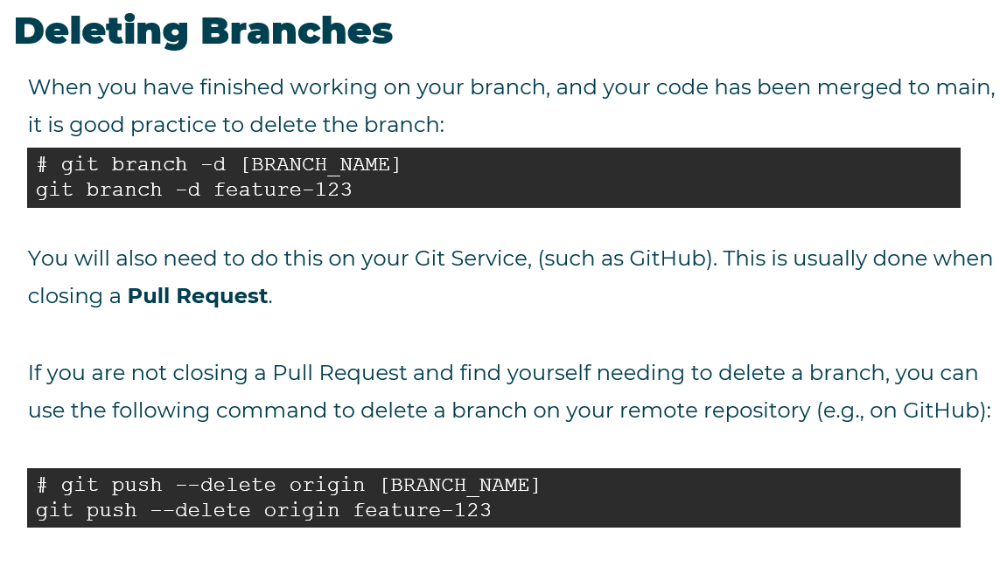 Deleting Branches
When you have finished working on your branch, and your code has been merged to main,
it is good practice to delete the branch:
# git branch -d [BRANCH_NAME]
git branch -d feature-123
You will also need to do this on your Git Service, (such as GitHub). This is usually done when
closing a Pull Request.
If you are not closing a Pull Request and find yourself needing to delete a branch, you can
use the following command to delete a branch on your remote repository (e.g., on GitHub):
# git push --delete origin [BRANCH_NAME]
git push --delete origin feature-123